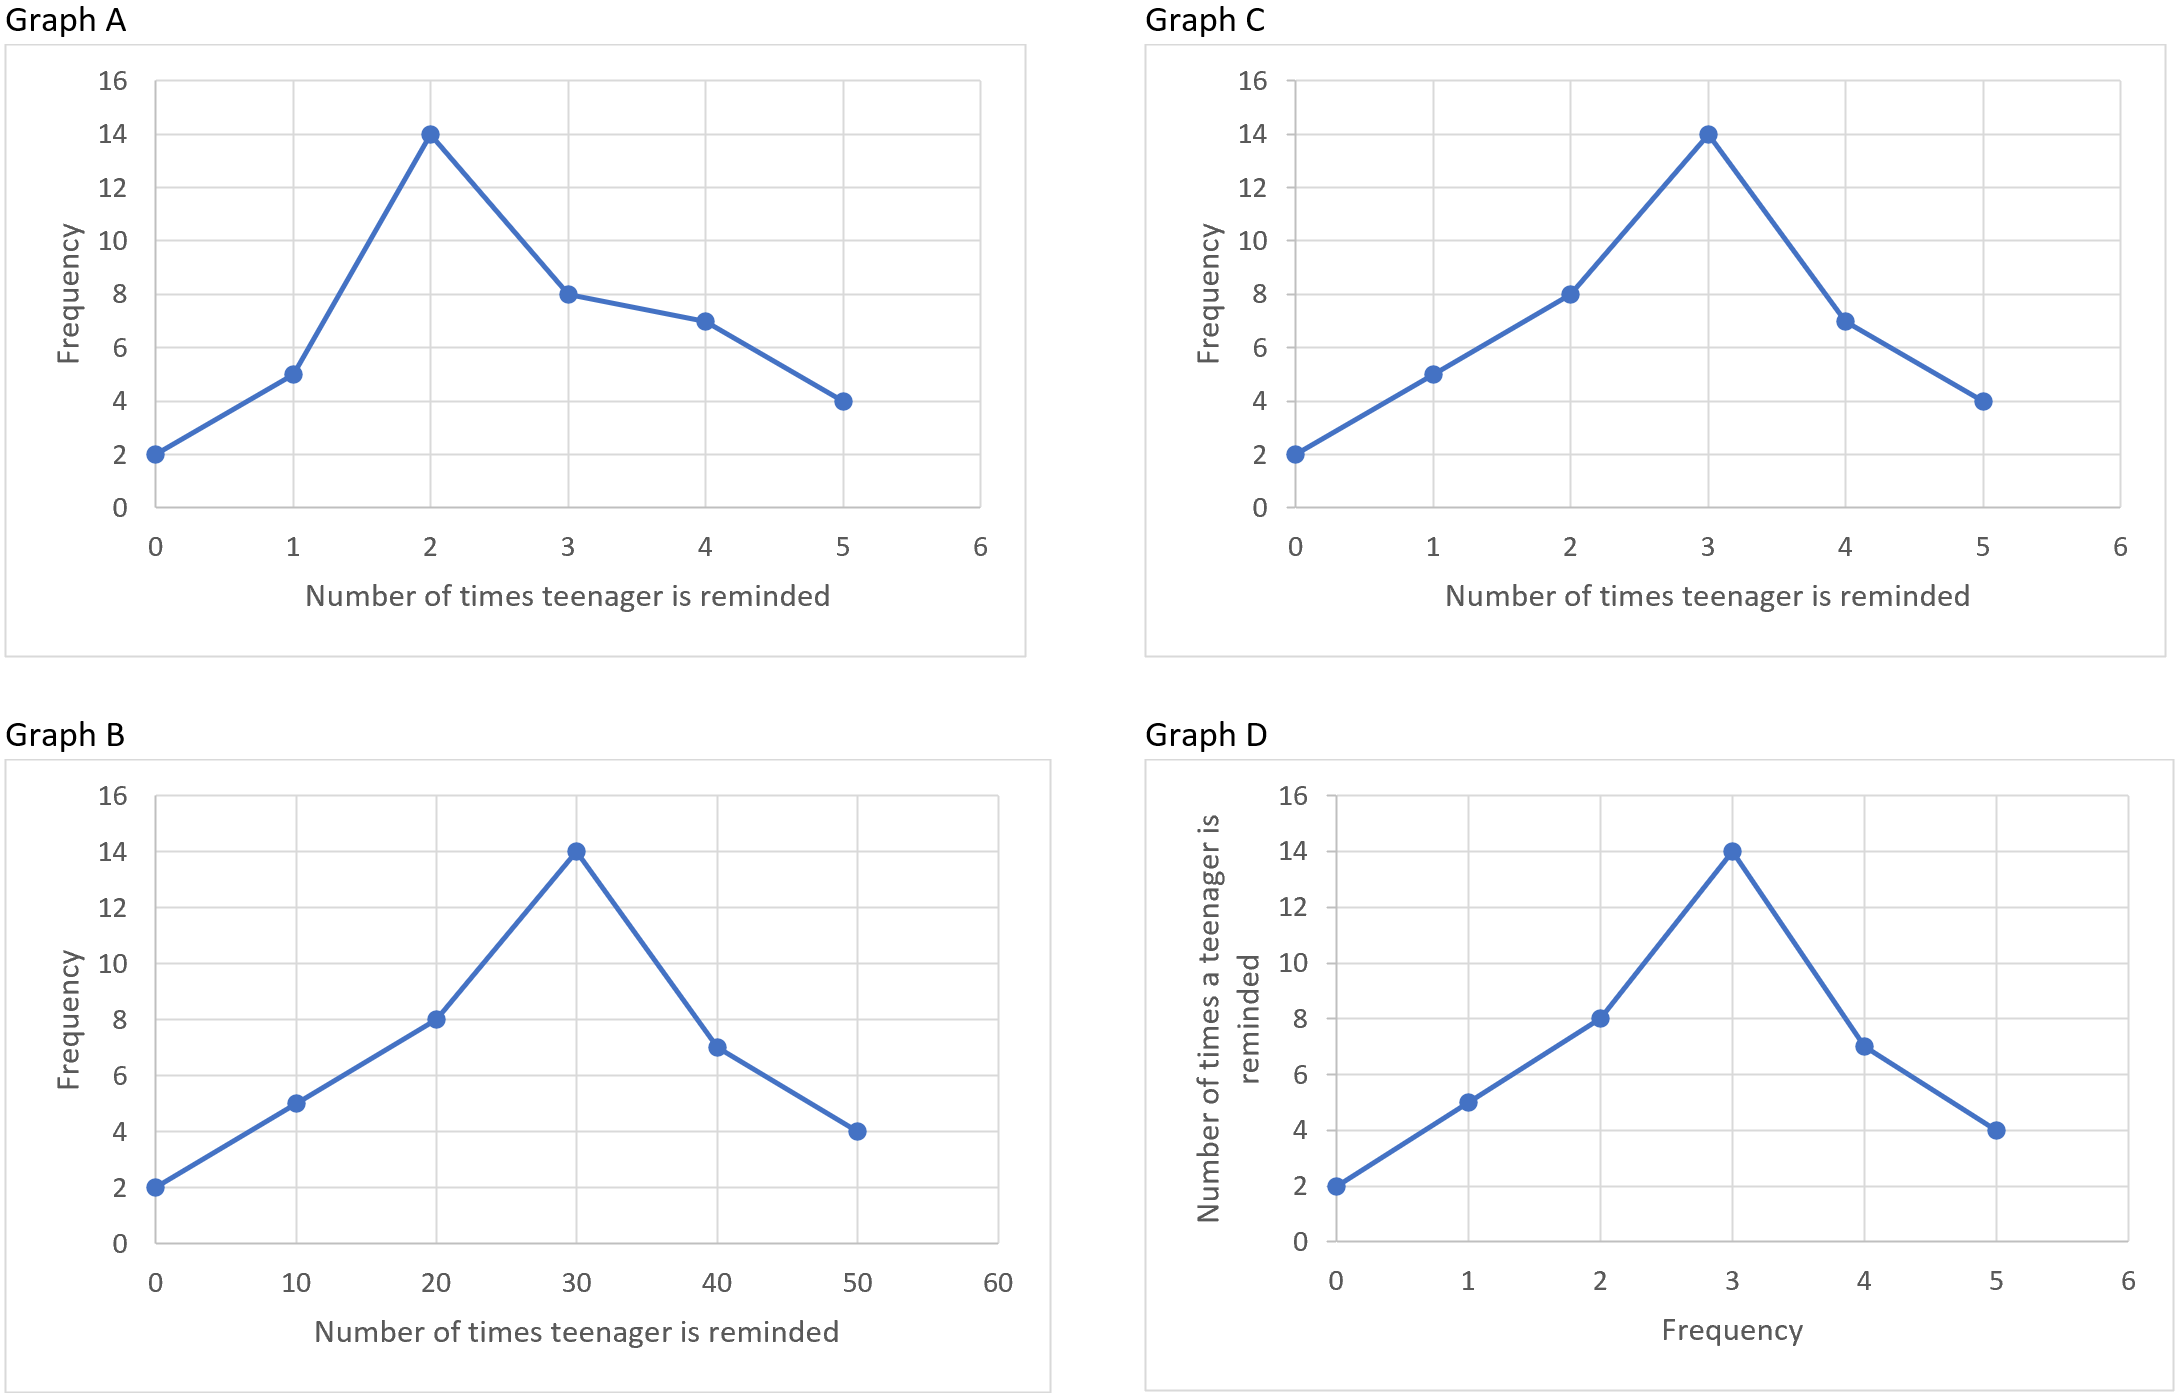 Graph A
16
14
12
10
8
6
4
2
0
Frequency
0 1 2 3 4 5 6
Number of times teenager is reminded
Graph C
16
14
12
10
8
6
4
2
0
Frequency
0 1 2 3 4 5 6
Number of times teenager is reminded
Graph B
16
14
12
10
8
6
4
2
0
Frequency
0 10 20 30 40 50 60
Number of times teenager is reminded
Graph D
16
14
12
10
8
6
4
2
0
Number of times a teenager is
reminded
0 1 2 3 4 5 6
Frequency